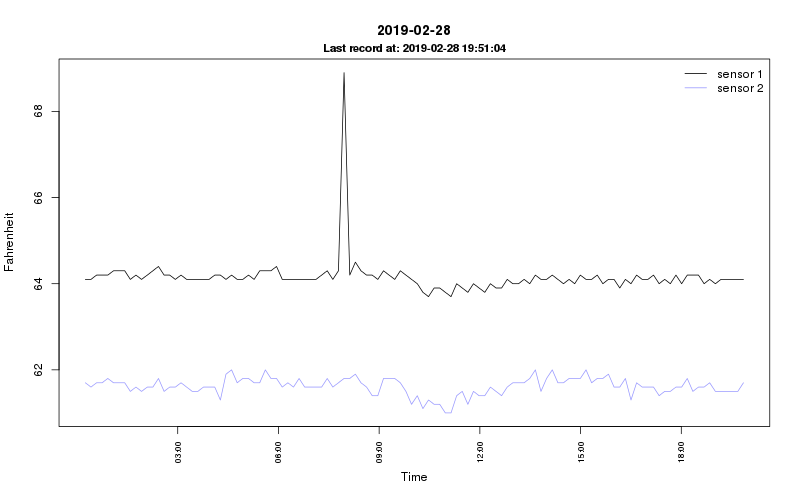 2019-02-28
Last record at: 2019-02-28 19:51:04
sensor 1
sensor 2
Fahrenheit
68
66
64
62
03:00
06:00
09:00
12:00
15:00
18:00
Time